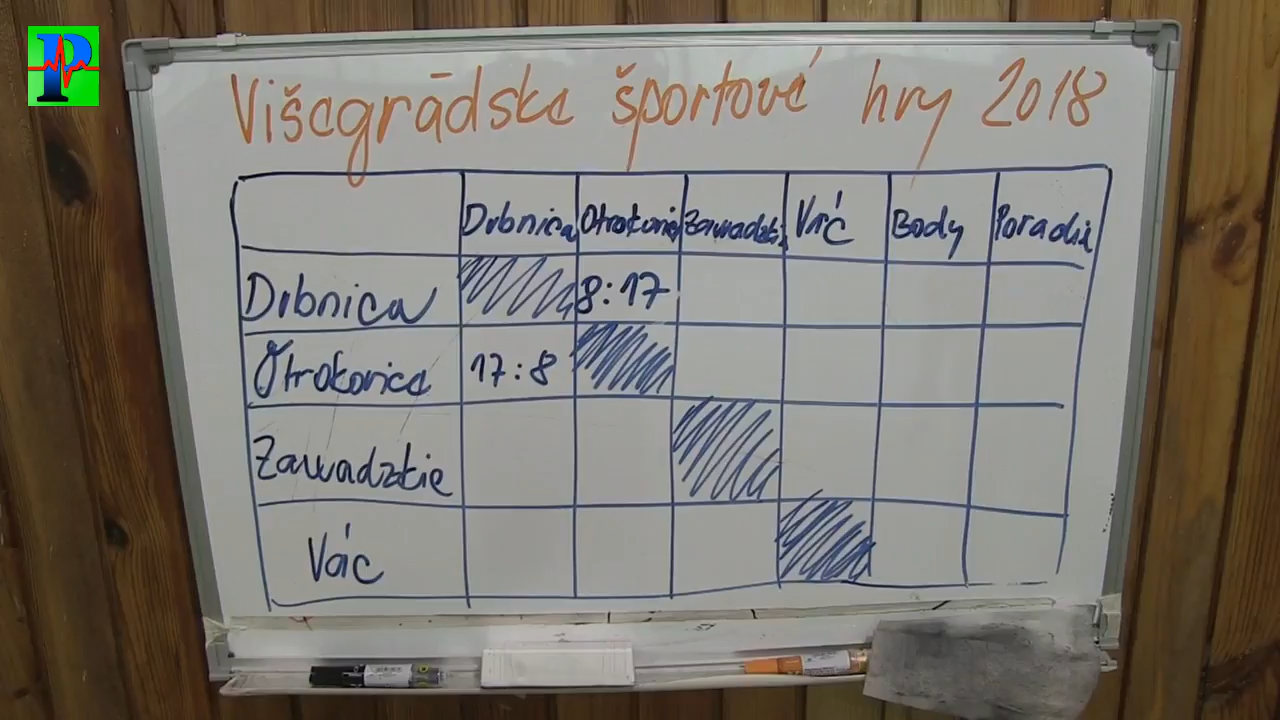 P
Višegrádske športové hry 2018
Dubnica Otrokovice Zawadzkie Vác Body Poradie
Dubnica 8:17
Otrokovice 17:8
Zawadzkie
Vác